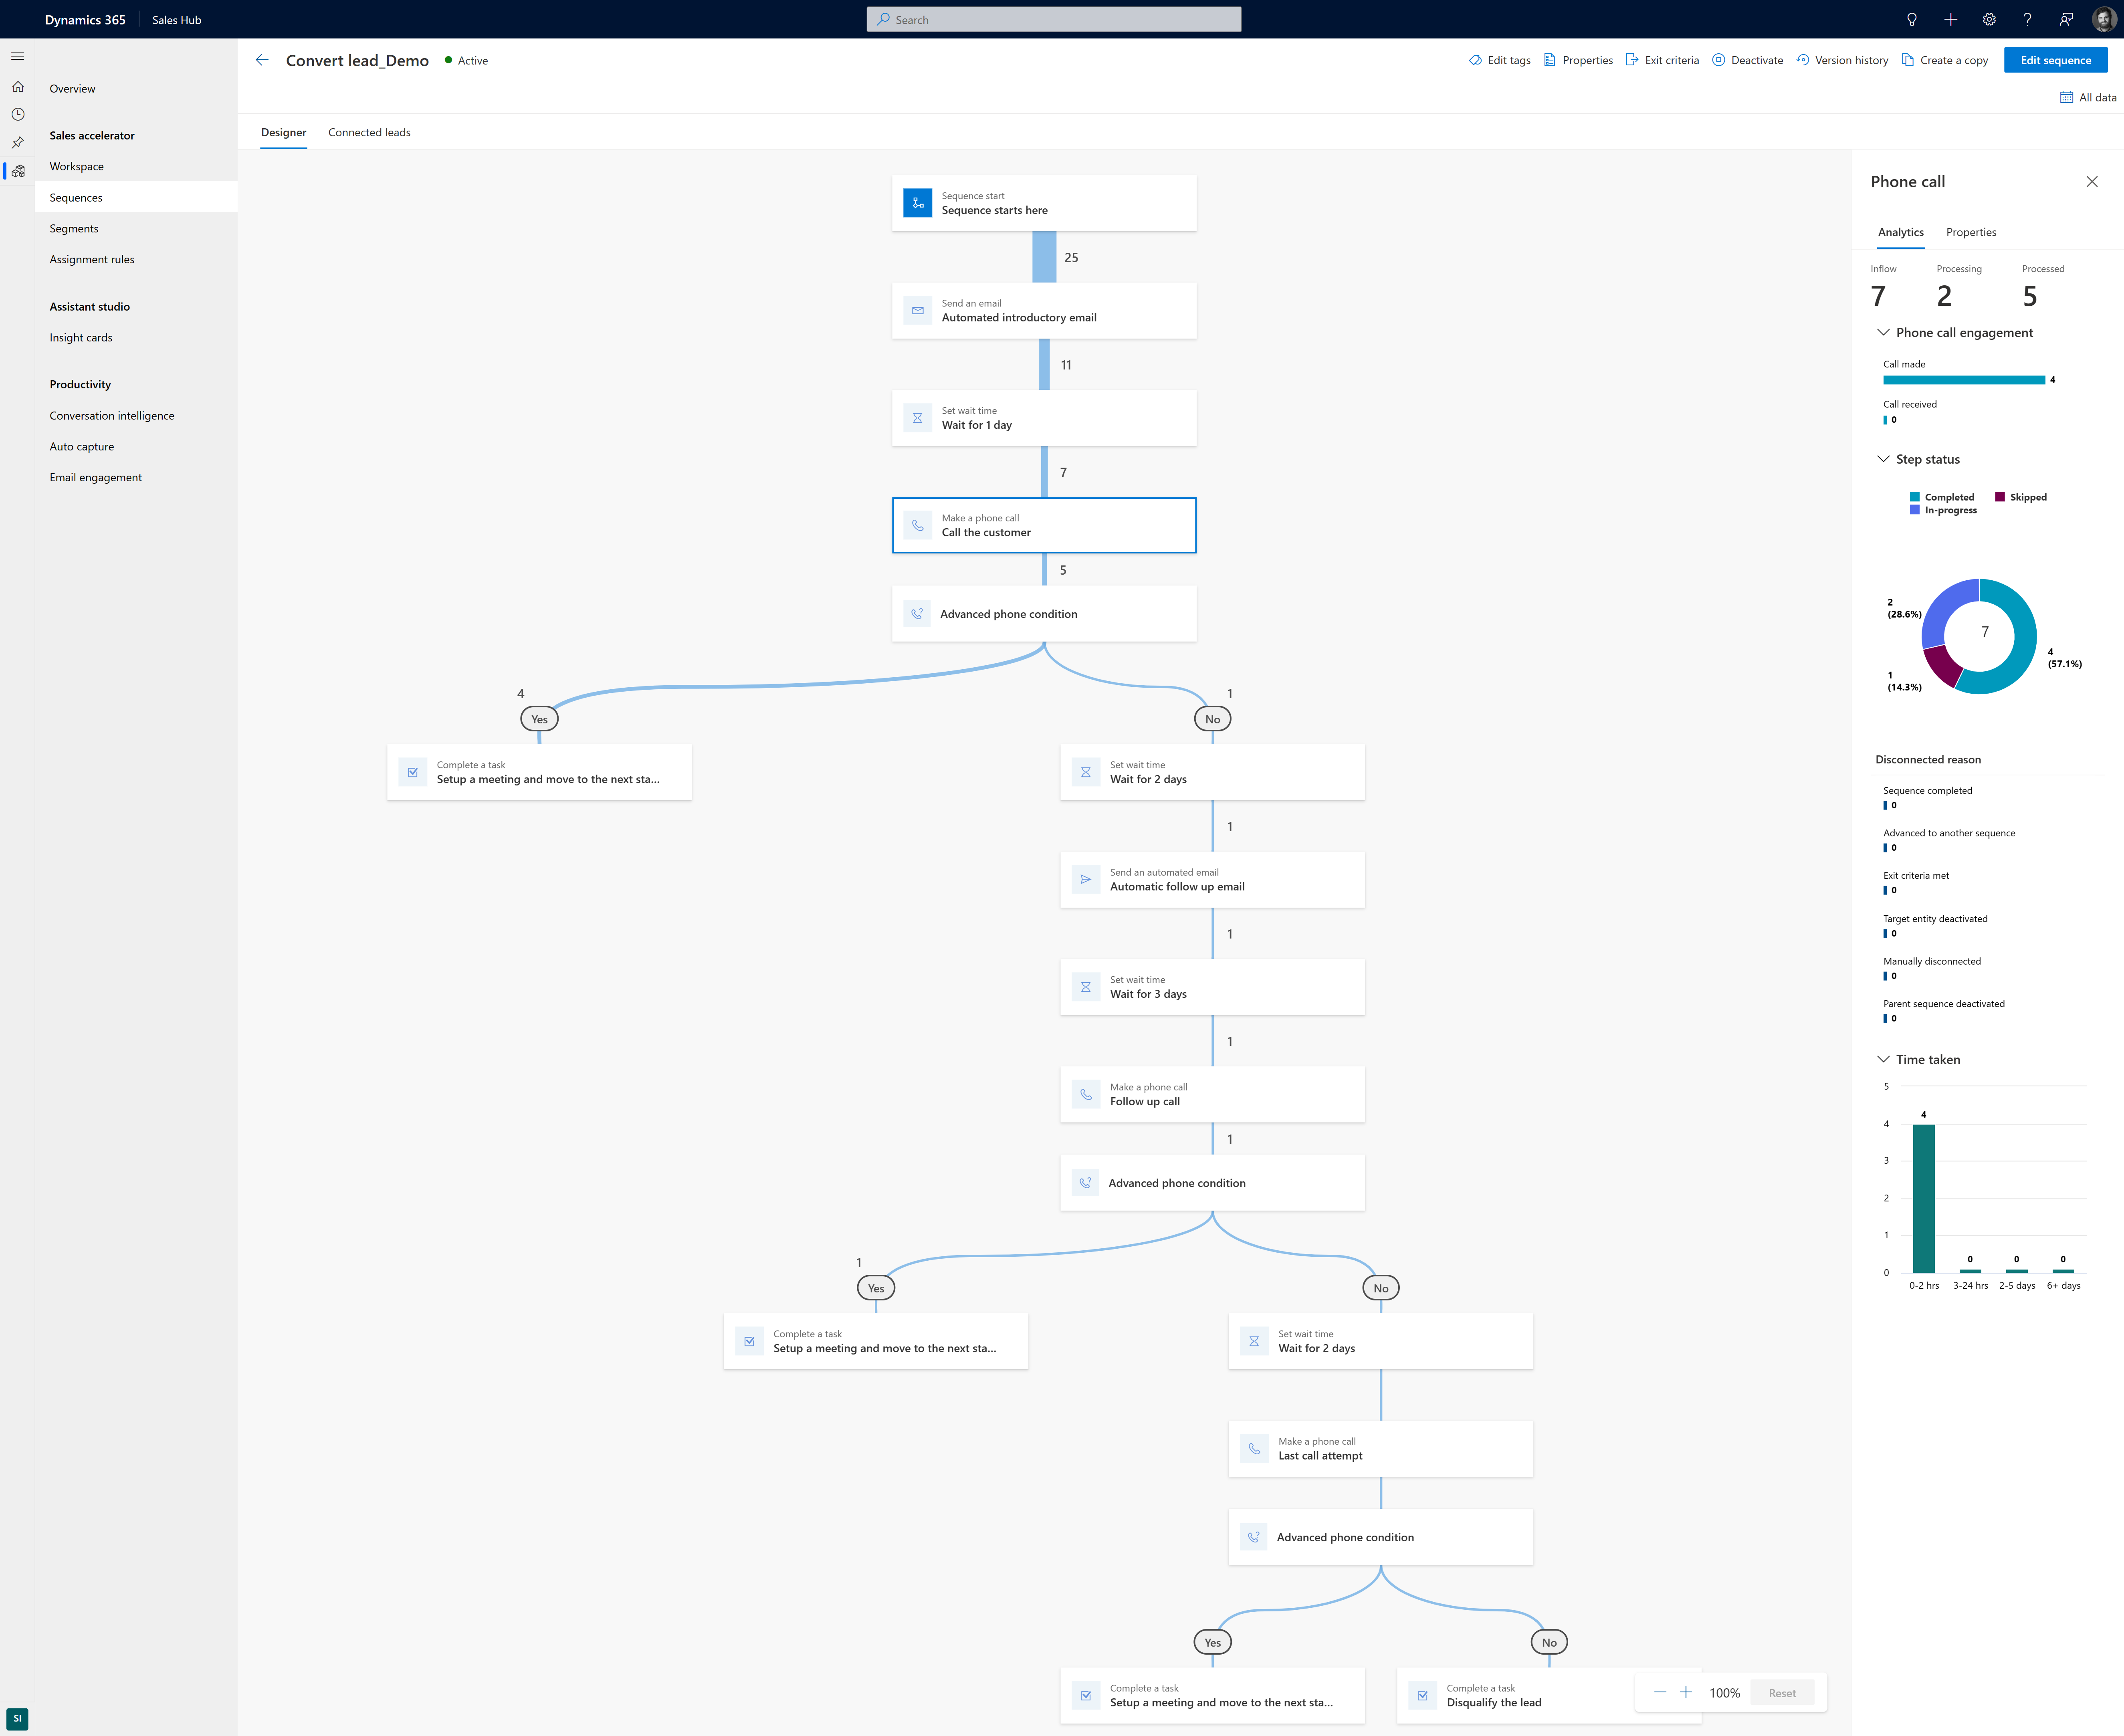 Dynamics 365
Sales Hub
Search
Convert lead_Demo
Active
Edit tags
Properties
Exit criteria
Deactivate
Version history
Create a copy
Edit sequence
All data
Overview
Sales accelerator
Workspace
Sequences
Segments
Assignment rules
Assistant studio
Insight cards
Productivity
Conversation intelligence
Auto capture
Email engagement
SI
Designer
Connected leads
Sequence start
Sequence starts here
25
Send an email
Automated introductory email
11
Set wait time
Wait for 1 day
7
Make a phone call
Call the customer
5
Advanced phone condition
4
Yes
1
No
Complete a task
Setup a meeting and move to the next sta...
Set wait time
Wait for 2 days
1
Send an automated email
Automatic follow up email
1
Set wait time
Wait for 3 days
1
Make a phone call
Follow up call
1
Advanced phone condition
1
Yes
No
Complete a task
Setup a meeting and move to the next sta...
Set wait time
Wait for 2 days
Make a phone call
Last call attempt
Advanced phone condition
Yes
No
Complete a task
Setup a meeting and move to the next sta...
Complete a task
Disqualify the lead
100%
Reset
Phone call
Analytics
Properties
Inflow
Processing
Processed
7
2
5
Phone call engagement
Call made
4
Call received
0
Step status
Completed
Skipped
In-progress
2
(28.6%)
7
4
(57.1%)
1
(14.3%)
Disconnected reason
Sequence completed
0
Advanced to another sequence
0
Exit criteria met
0
Target entity deactivated
0
Manually disconnected
0
Parent sequence deactivated
0
Time taken
5
4
4
3
2
1
0
0
0
0
0-2 hrs
3-24 hrs
2-5 days
6+ days